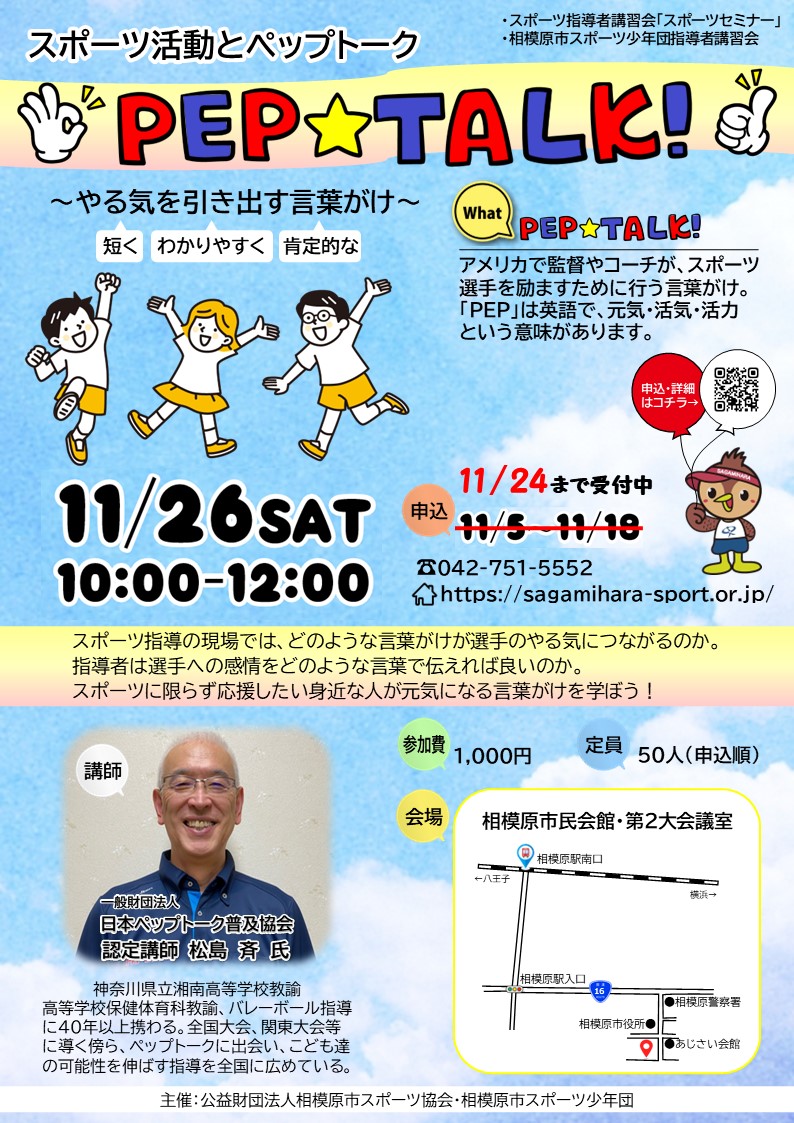 ・スポーツ指導者講習会「スポーツセミナー」
・相模原市スポーツ少年団指導者講習会
スポーツ活動とペップトーク
PEP☆TALK!
～やる気を引き出す言葉がけ～
短く わかりやすく 肯定的な
What PEP☆TALK!
アメリカで監督やコーチが、スポーツ
選手を励ますために行う言葉がけ。
「PEP」は英語で、元気・活気・活力
という意味があります。
申込・詳細
はコチラ→
SAGAMIHARA
11/26SAT
10:00-12:00
申込
11/24まで受付中
11/5～11/18
☎042-751-5552
https://sagamihara-sport.or.jp/
スポーツ指導の現場では、どのような言葉がけが選手のやる気につながるのか。
指導者は選手への感情をどのような言葉で伝えれば良いのか。
スポーツに限らず応援したい身近な人が元気になる言葉がけを学ぼう！
講師
一般財団法人
日本ペップトーク普及協会
認定講師 松島 斉 氏
神奈川県立湘南高等学校教諭
高等学校保健体育科教諭、バレーボール指導
に40年以上携わる。全国大会、関東大会等
に導く傍ら、ペップトークに出会い、こども達
の可能性を伸ばす指導を全国に広めている。
参加費 1,000円
定員 50人（申込順）
会場
相模原市民会館・第2大会議室
相模原駅南口
←八王子
横浜→
相模原駅入口
16
●相模原警察署
相模原市役所●
●あじさい会館
主催：公益財団法人相模原市スポーツ協会・相模原市スポーツ少年団